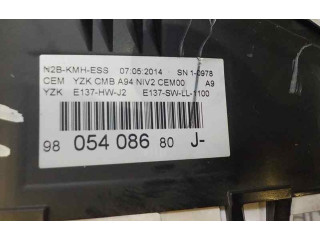 N2B-KMH-ESS 07:05:2014 SN 1-0978
CEM YZK CMB A94 NIV2 CEM00 A9
YZK E137-HW-J2 E137-SW-LL-1100
98 054 086 80 J-